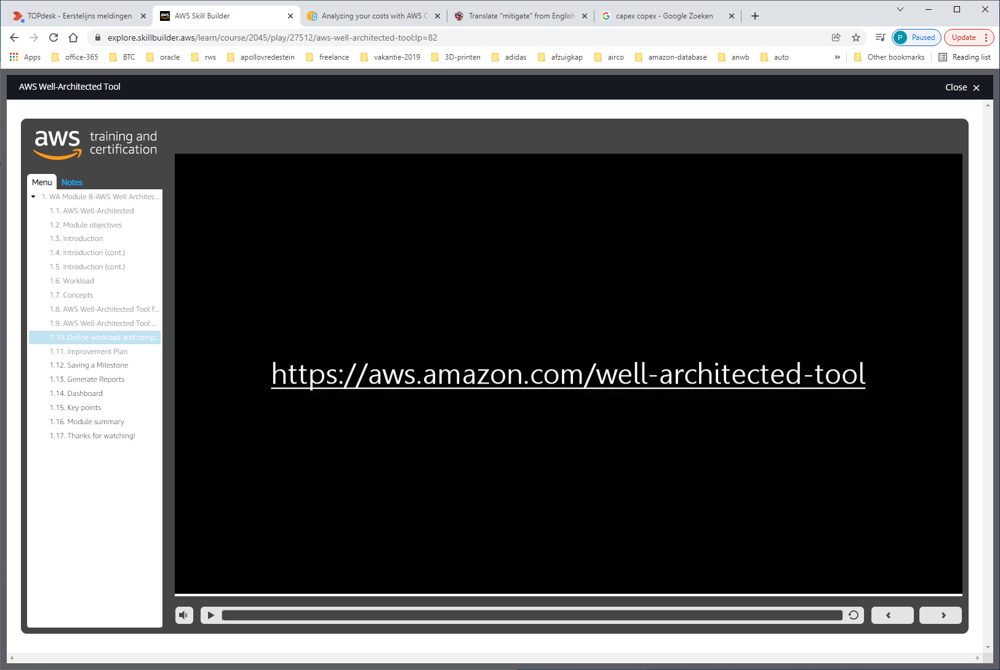 TOPdesk - Eerstelijns meldingen
AWS Skill Builder
Analyzing your costs with AWS C
Translate "mitigate" from English
capex copex - Google Zoeken
explore.skillbuilder.aws/learn/course/2045/play/27512/aws-well-architected-tool;lp=82
P Paused
Update
Apps
office-365
BTC
oracle
rws
apollovredestein
freelance
vakantie-2019
3D-printen
adidas
afzuigkap
airco
amazon-database
anwb
auto
»
Other bookmarks
Reading list
AWS Well-Architected Tool
Close
aws training and
certification
Menu
Notes
1. WA Module 8-AWS Well Architec...
1.1. AWS Well-Architected
1.2. Module objectives
1.3. Introduction
1.4. Introduction (cont.)
1.5. Introduction (cont.)
1.6. Workload
1.7. Concepts
1.8. AWS Well-Architected Tool f...
1.9. AWS Well-Architected Tool ...
1.10. Define workload and comp...
1.11. Improvement Plan
1.12. Saving a Milestone
1.13. Generate Reports
1.14. Dashboard
1.15. Key points
1.16. Module summary
1.17. Thanks for watching!
https://aws.amazon.com/well-architected-tool